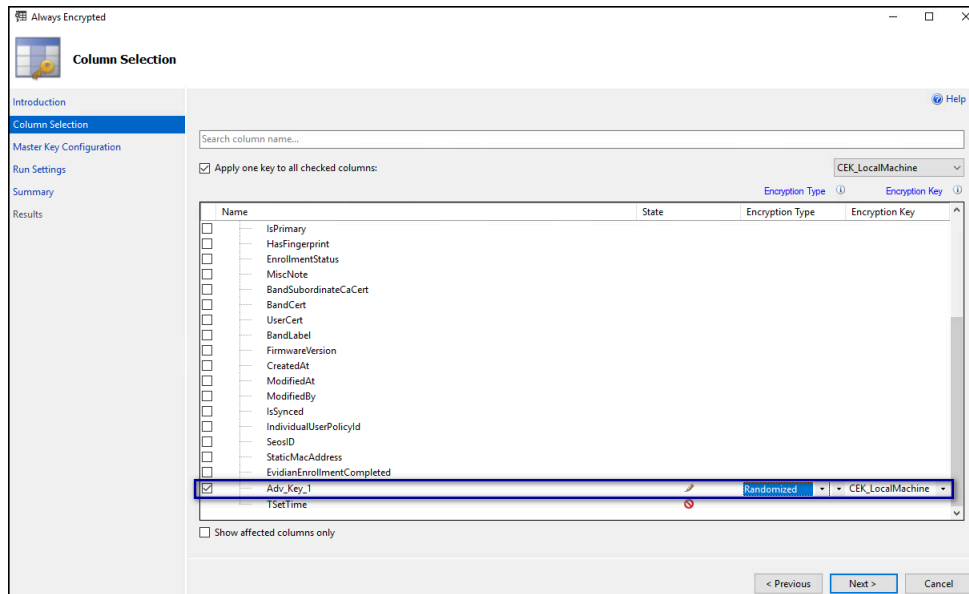 Always Encrypted
Column Selection
Introduction
Column Selection
Master Key Configuration
Run Settings
Summary
Results
Help
Search column name...
Apply one key to all checked columns:
CEK_LocalMachine
Encryption Type
Encryption Key
Name State Encryption Type Encryption Key
IsPrimary
HasFingerprint
EnrollmentStatus
MiscNote
BandSubordinateCaCert
BandCert
UserCert
BandLabel
FirmwareVersion
CreatedAt
ModifiedAt
ModifiedBy
IsSynced
IndividualUserPolicyId
SeosID
StaticMacAddress
EvidianEnrollmentCompleted
Adv_Key_1 Randomized CEK_LocalMachine
TSetTime
Show affected columns only
< Previous Next > Cancel